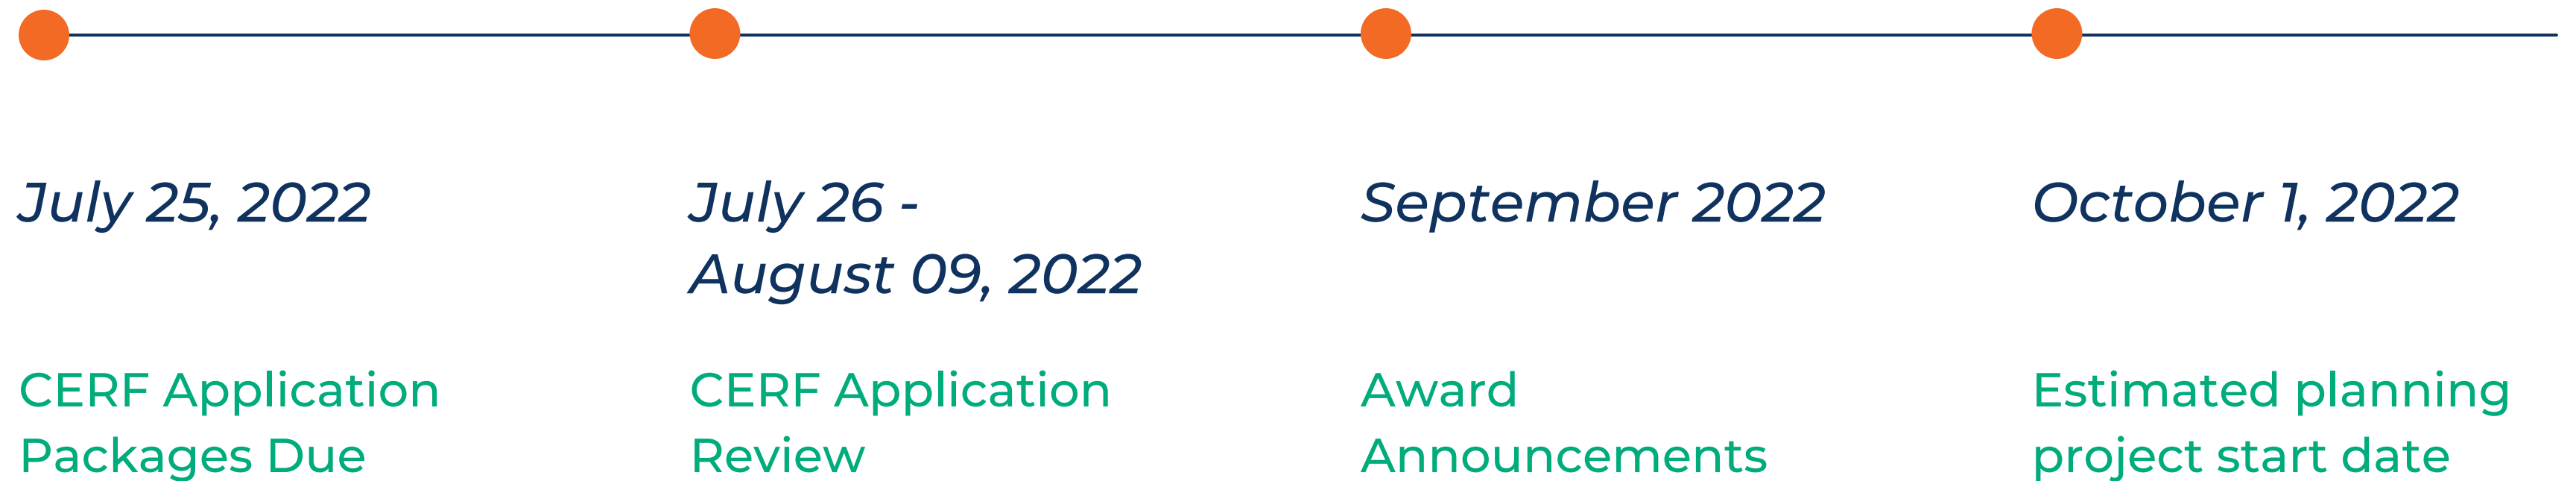 July 25, 2022
CERF Application
Packages Due
July 26 -
August 09, 2022
CERF Application
Review
September 2022
Award
Announcements
October 1, 2022
Estimated planning
project start date